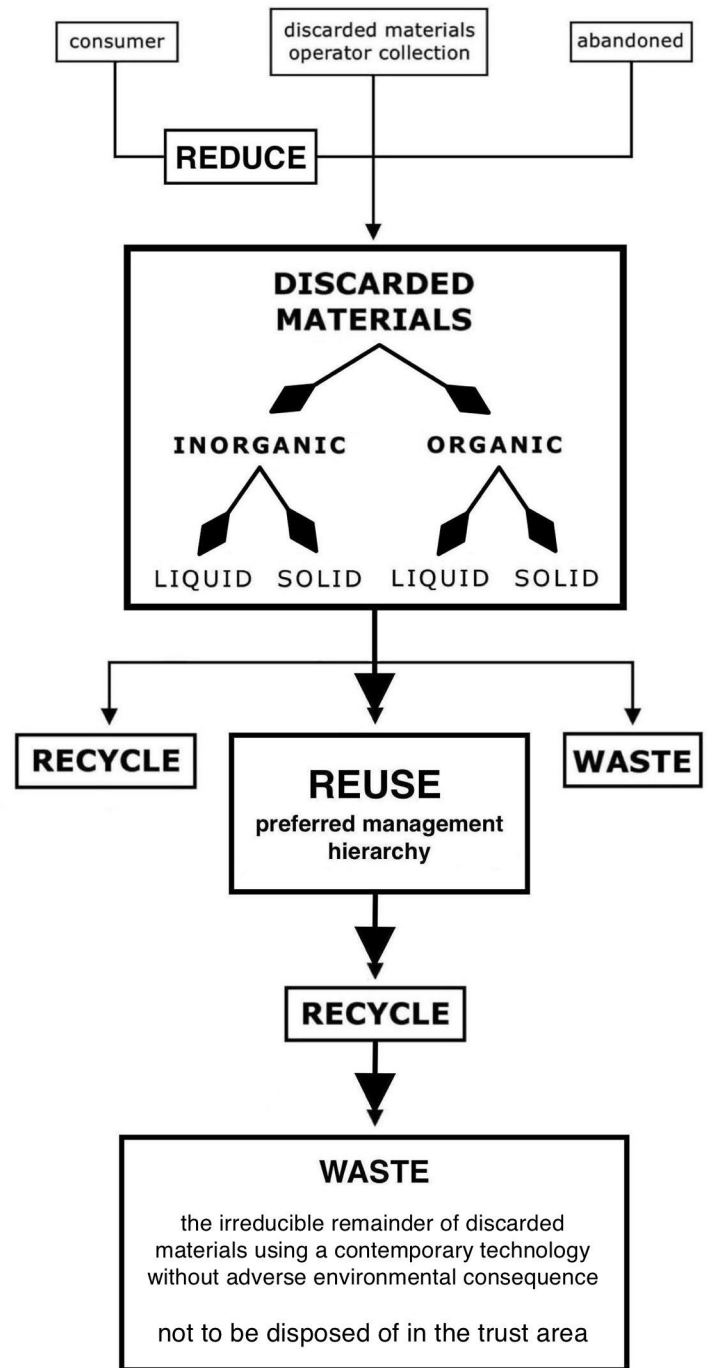 consumer
discarded materials
operator collection
abandoned
REDUCE
DISCARDED
MATERIALS
INORGANIC
ORGANIC
LIQUID
SOLID
LIQUID
SOLID
RECYCLE
REUSE
preferred management
hierarchy
WASTE
RECYCLE
WASTE
the irreducible remainder of discarded
materials using a contemporary technology
without adverse environmental consequence
not to be disposed of in the trust area